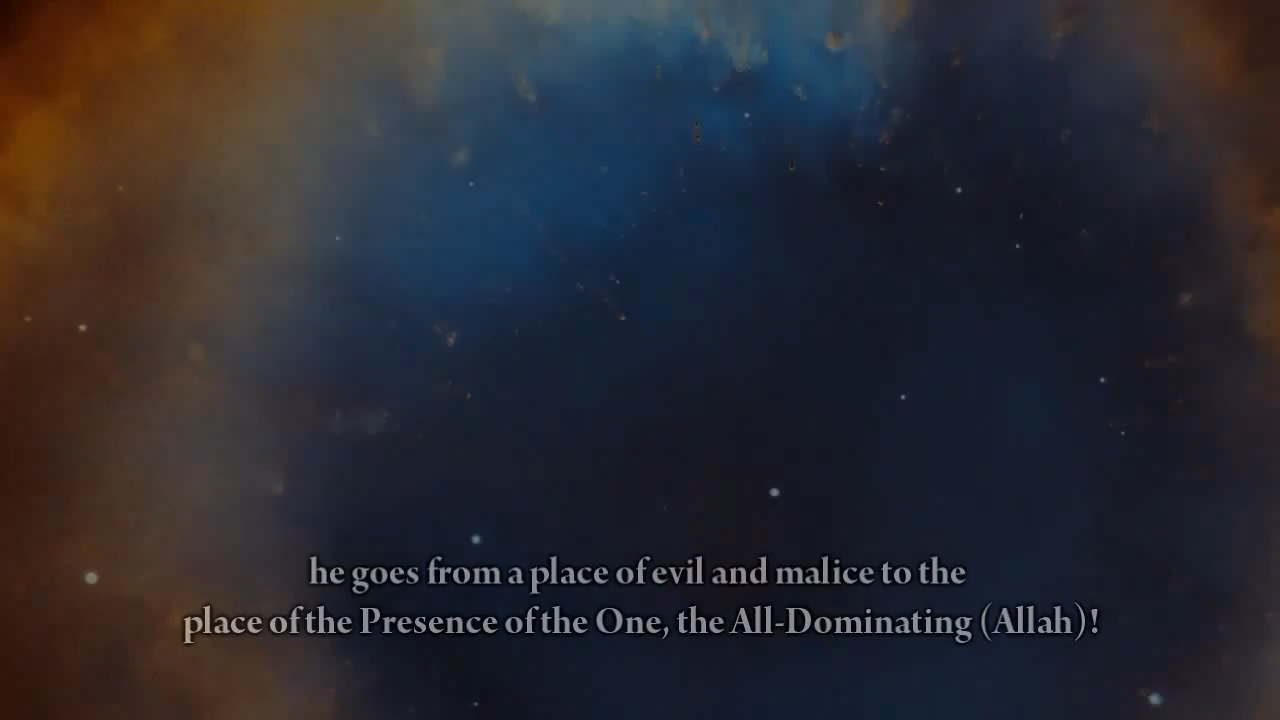 he goes from a place of evil and malice to the
place of the Presence of the One, the All-Dominating (Allah)!